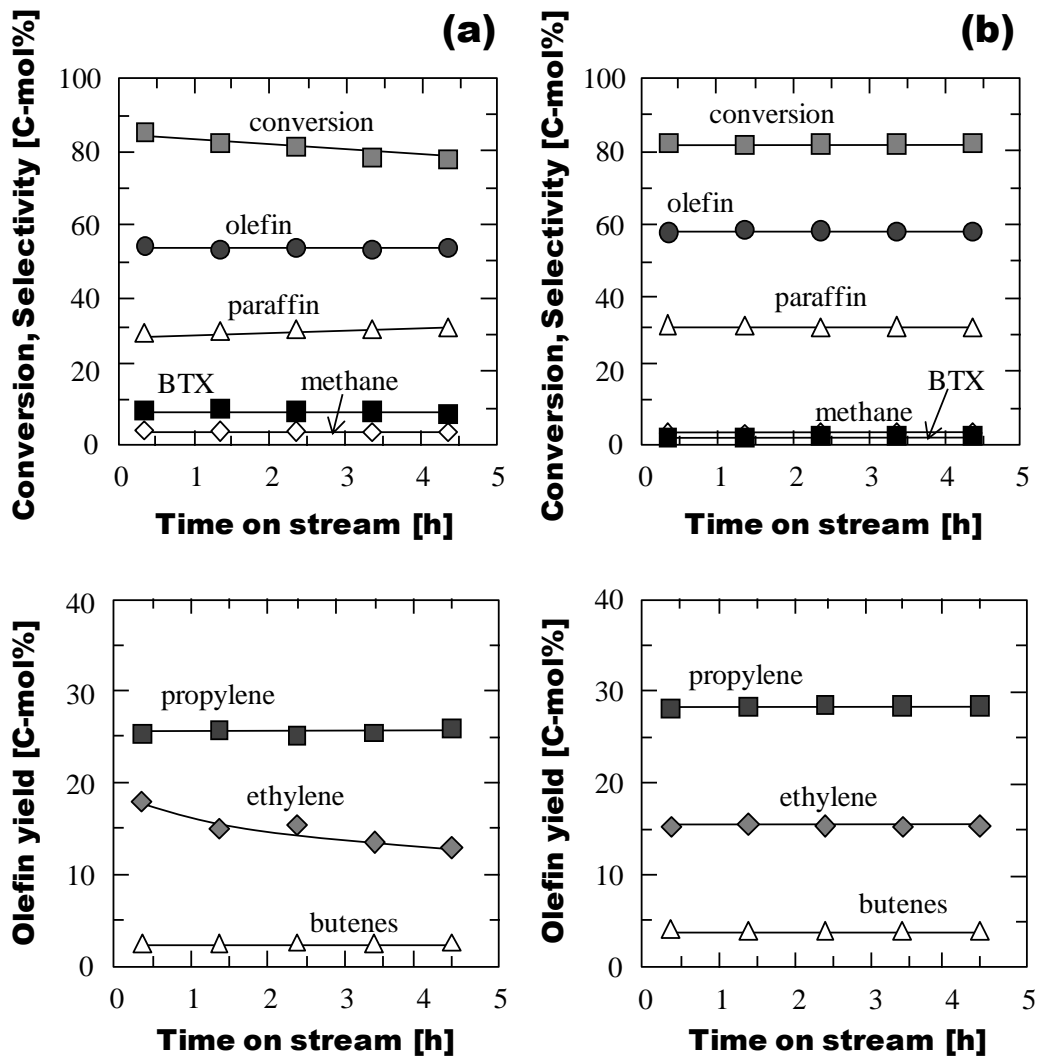 (a)
Conversion, Selectivity [C-mol%]
100
80
60
40
20
0
conversion
olefin
paraffin
BTX
methane
0 1 2 3 4 5
Time on stream [h]
(b)
Conversion, Selectivity [C-mol%]
100
80
60
40
20
0
conversion
olefin
paraffin
BTX
methane
0 1 2 3 4 5
Time on stream [h]
Olefin yield [C-mol%]
40
30
20
10
0
propylene
ethylene
butenes
0 1 2 3 4 5
Time on stream [h]
Olefin yield [C-mol%]
40
30
20
10
0
propylene
ethylene
butenes
0 1 2 3 4 5
Time on stream [h]